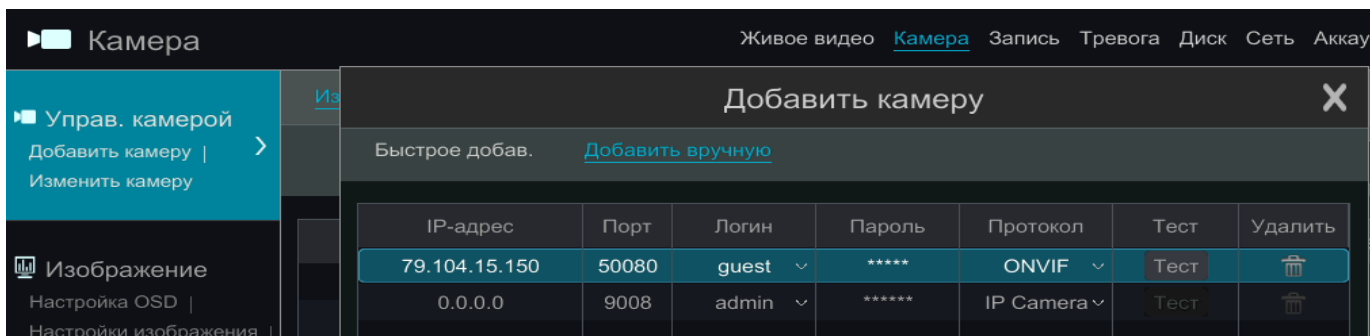 Камера
Живое видео Камера Запись Тревога Диск Сеть Аккау
Управ. камерой
Добавить камеру |
Изменить камеру
Из
Добавить камеру
Быстрое добав. Добавить вручную
IP-адрес Порт Логин Пароль Протокол Тест Удалить
79.104.15.150 50080 guest ***** ONVIF Тест
0.0.0.0 9008 admin ****** IP Camera Тест
Изображение
Настройка OSD |
Настройки изображения |